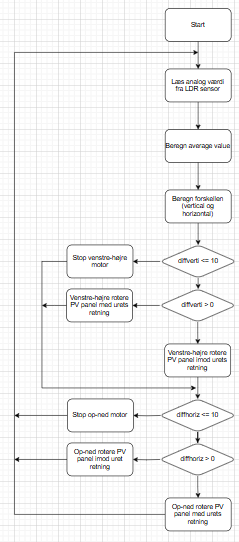 Start
Læs analog værdi
fra LDR sensor
Beregn average value
Beregn forskellen
(vertical og
horizontal)
diffverti <= 10
Stop venstre-højre
motor
diffverti > 0
Venstre-højre rotere
PV panel med urets
retning
Venstre-højre rotere
PV panel imod uret
retning
diffhoriz <= 10
Stop op-ned motor
diffhoriz > 0
Op-ned rotere PV
panel imod uret
retning
Op-ned rotere PV
panel med urets
retning